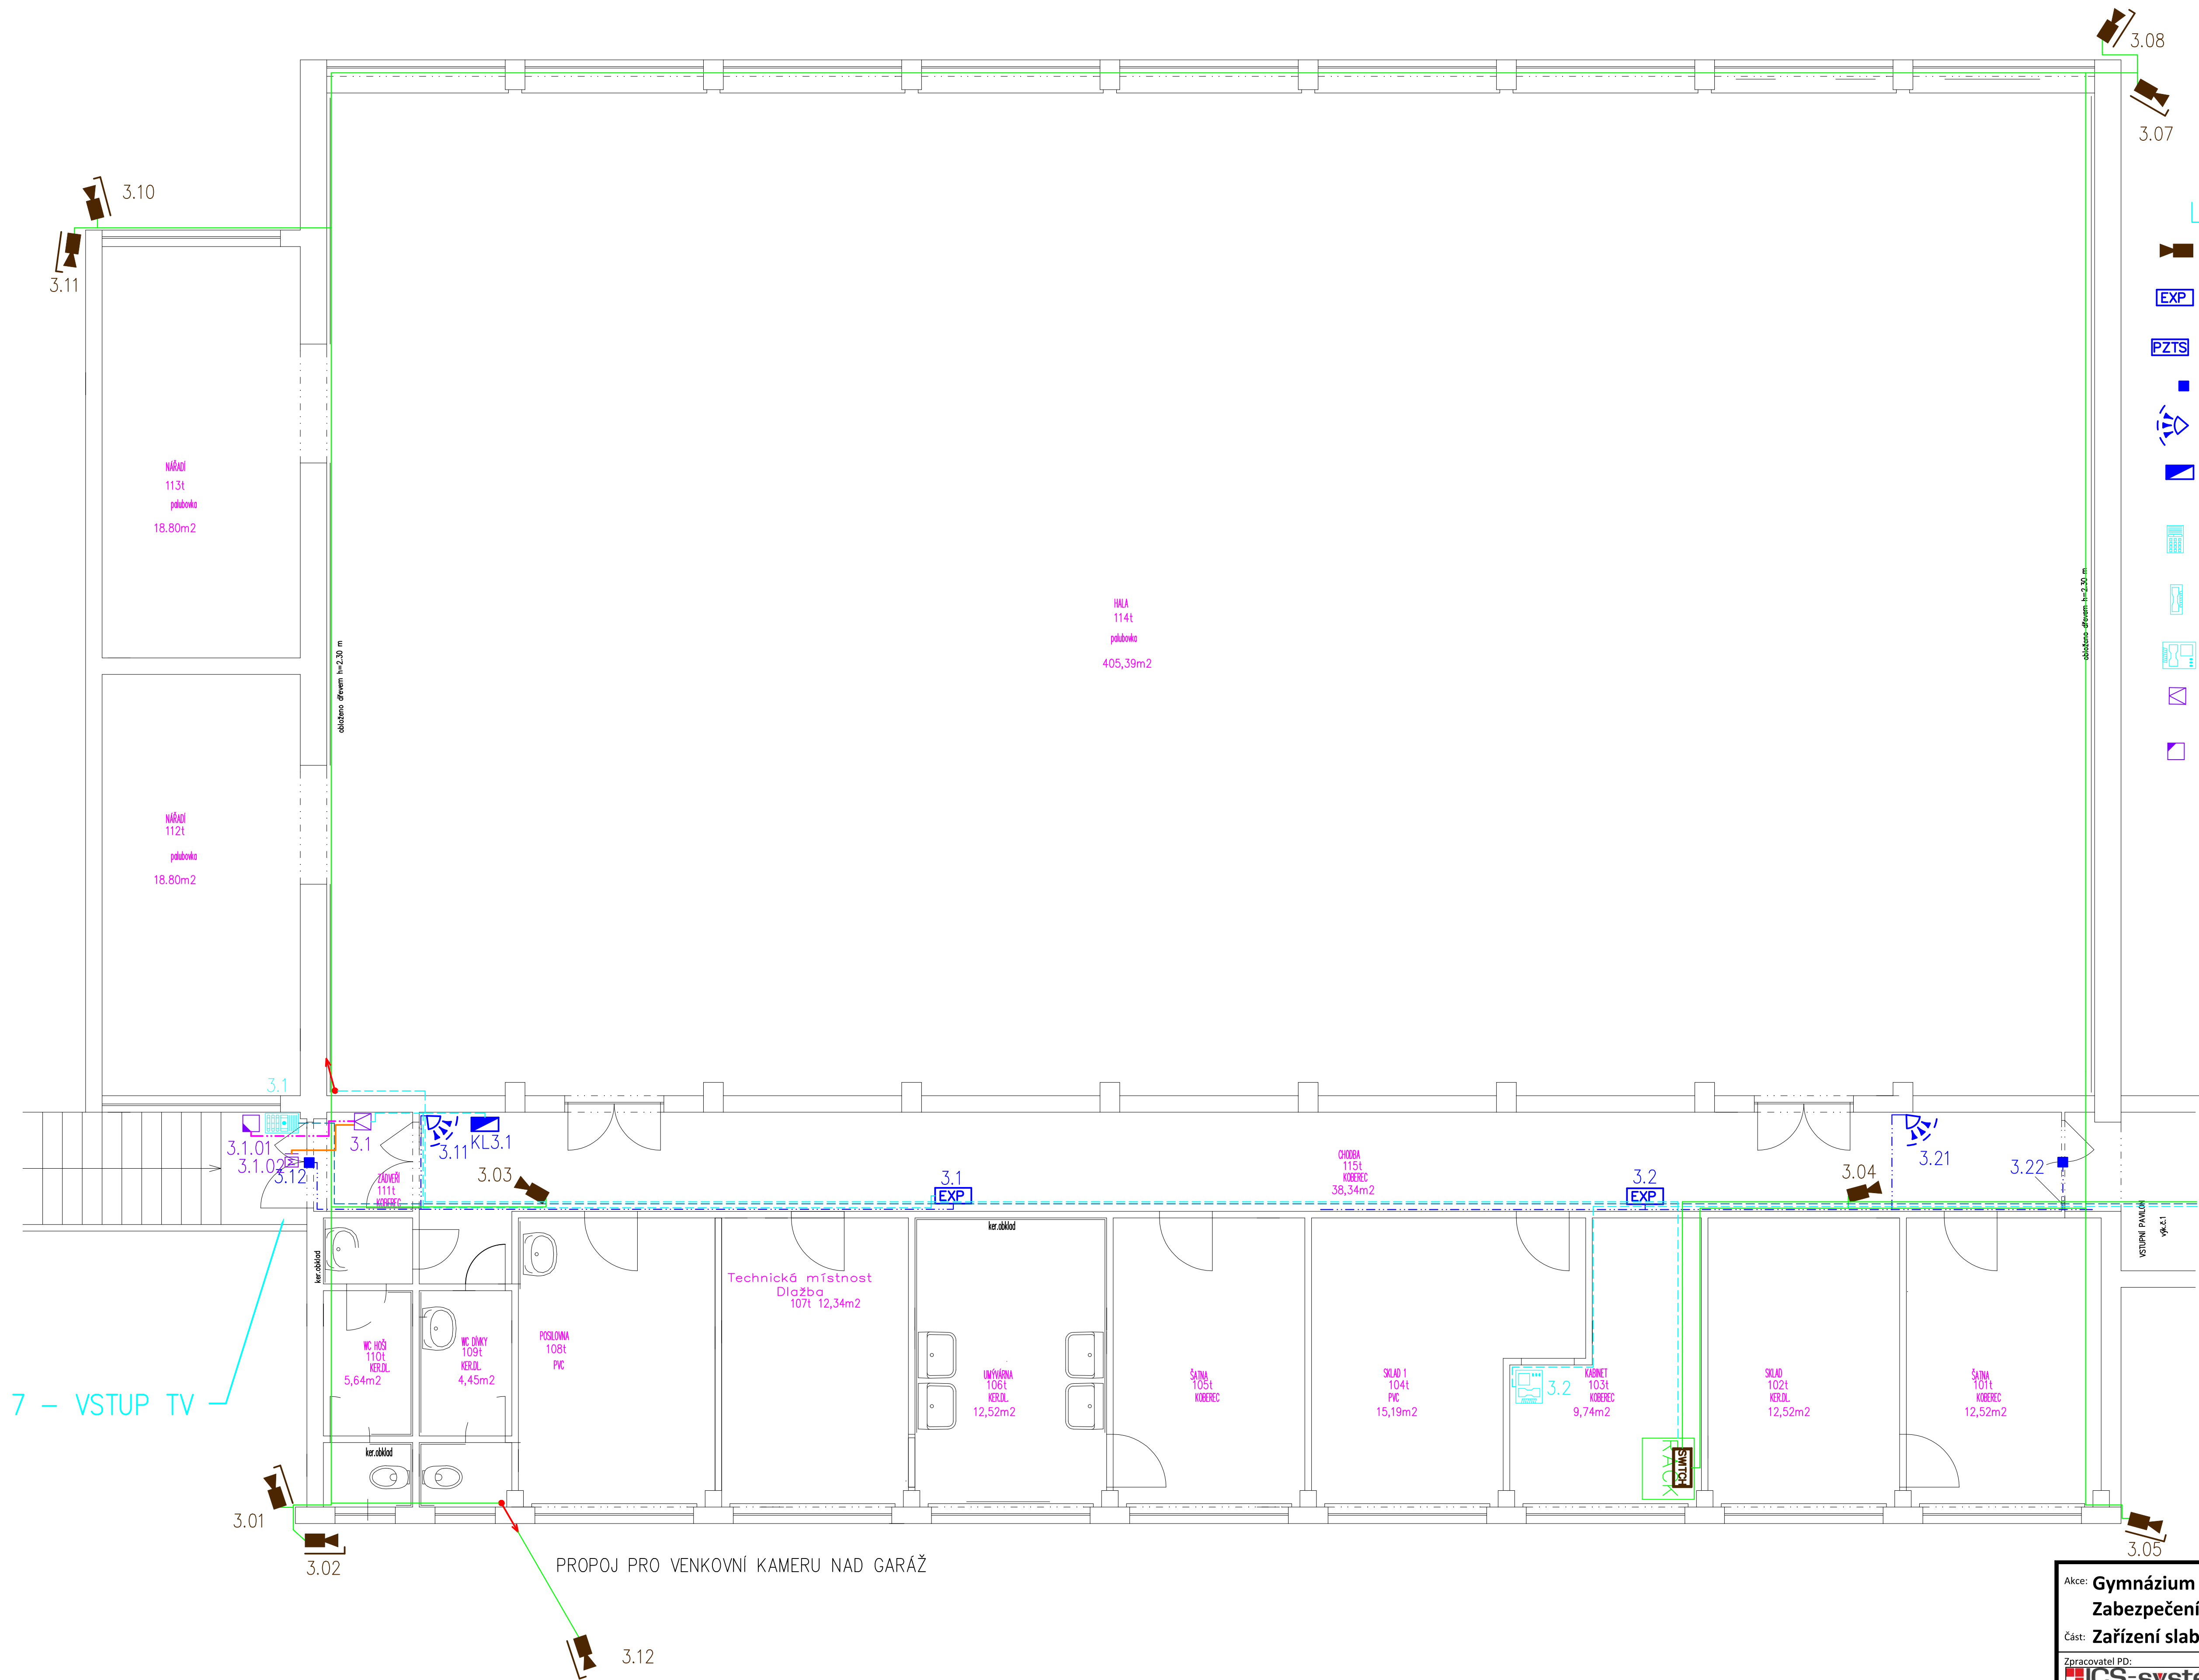 3.08
3.07
3.10
3.11
EXP
PZTS
NÁŘADÍ
113t
palubovka
18.80m2
HALA
114t
palubovka
405,39m2
obloženo dřevem h=2.30 m
obloženo dřevem h=2.30 m
NÁŘADÍ
112t
palubovka
18.80m2
3.1
3.1.01
3.1.02
3.12
3.1
3.11
KL3.1
ZÁDVEŘÍ
111t
KOBEREC
3.03
3.1
EXP
CHODBA
115t
KOBEREC
38,34m2
3.2
EXP
3.04
3.21
3.22
VSTUPNÍ PAVILON
výk.č.1
ker.obklad
ker.obklad
Technická místnost
Dlažba
107t 12,34m2
WC HOŠI
110t
KER.DL.
5,64m2
WC DÍVKY
109t
KER.DL.
4,45m2
POSILOVNA
108t
PVC
UMÝVÁRNA
106t
KER.DL.
12,52m2
ŠATNA
105t
KOBEREC
SKLAD 1
104t
PVC
15,19m2
3.2
KABINET
103t
KOBEREC
9,74m2
SKLAD
102t
KER.DL.
12,52m2
ŠATNA
101t
KOBEREC
12,52m2
7 – VSTUP TV
ker.obklad
RACK
SWITCH
3.01
3.02
3.05
PROPOJ PRO VENKOVNÍ KAMERU NAD GARÁŽ
3.12
Akce: Gymnázium
Zabezpečení
Část: Zařízení slab
Zpracovatel PD:
ICS-syste